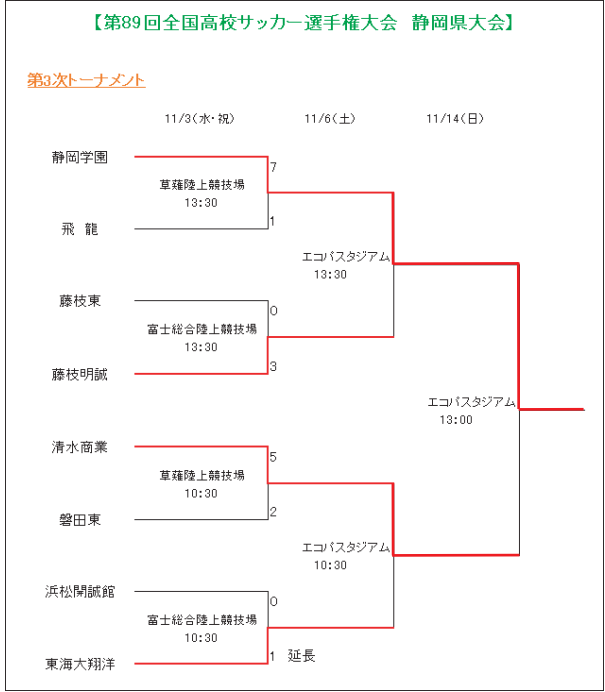 【第89回全国高校サッカー選手権大会　静岡県大会】
第3次トーナメント
11/3(水・祝)
11/6(土)
11/14(日)
静岡学園
7
草薙陸上競技場
13:30
1
飛　龍
エコパスタジアム
13:30
藤枝東
0
富士総合陸上競技場
13:30
3
藤枝明誠
エコパスタジアム
13:00
清水商業
5
草薙陸上競技場
10:30
2
磐田東
エコパスタジアム
10:30
浜松開誠館
0
富士総合陸上競技場
10:30
1　延長
東海大翔洋